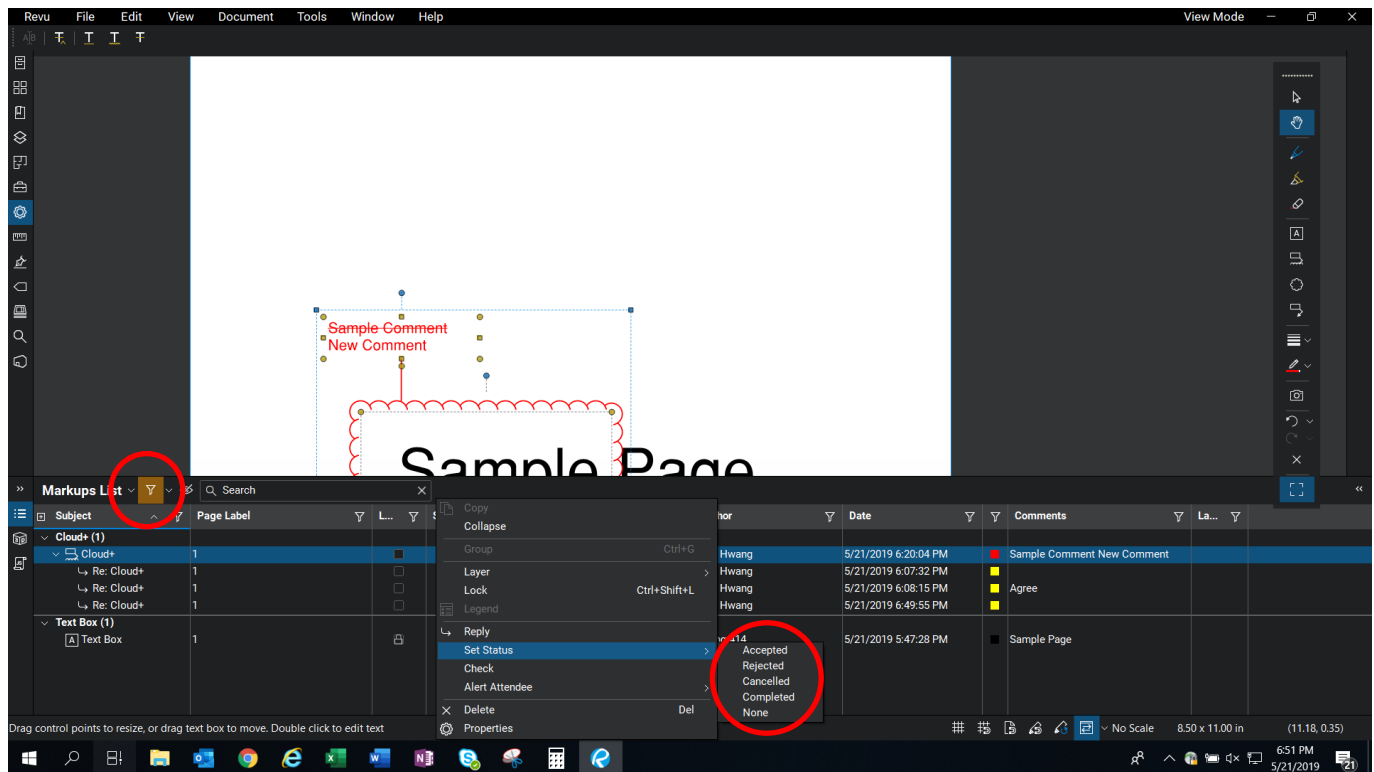 Revu File Edit View Document Tools Window Help View Mode
Sample Comment
New Comment
Sample Page
Markups List Search
Subject Page Label L... Date Comments La...
Cloud+ (1)
Cloud+ 1 Hwang 5/21/2019 6:20:04 PM Sample Comment New Comment
Re: Cloud+ 1 Hwang 5/21/2019 6:07:32 PM
Re: Cloud+ 1 Hwang 5/21/2019 6:08:15 PM Agree
Re: Cloud+ 1 Hwang 5/21/2019 6:49:55 PM
Text Box (1)
A Text Box 1 5/21/2019 5:47:28 PM Sample Page
Copy
Collapse
Group Ctrl+G
Layer
Lock Ctrl+Shift+L
Legend
Reply
Set Status
Check
Alert Attendee
Delete Del
Properties
Accepted
Rejected
Cancelled
Completed
None
Drag control points to resize, or drag text box to move. Double click to edit text
No Scale 8.50 x 11.00 in (11.18, 0.35)
6:51 PM
5/21/2019
21